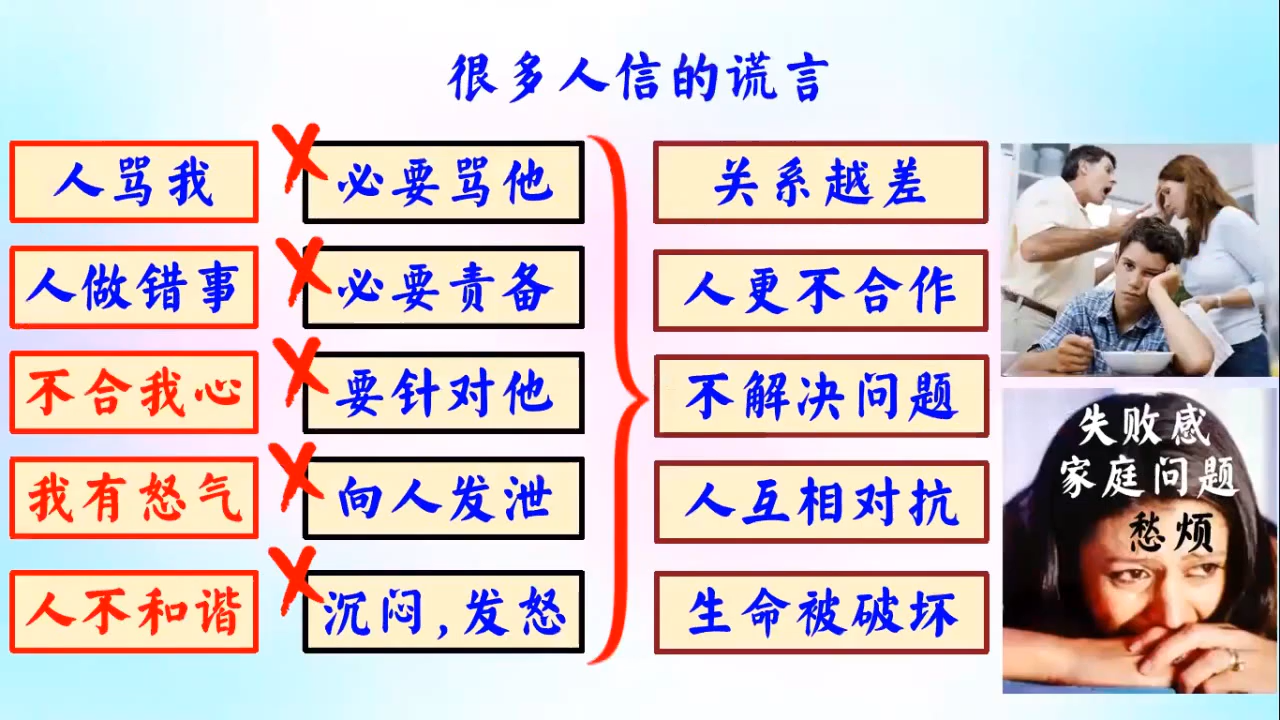 很多人信的谎言
人骂我 必要骂他 关系越差
人做错事 必要责备 人更不合作
不合我心 要针对他 不解决问题
我有怒气 向人发泄 人互相对抗
人不和谐 沉闷,发怒 生命被破坏
失败感
家庭问题
愁烦